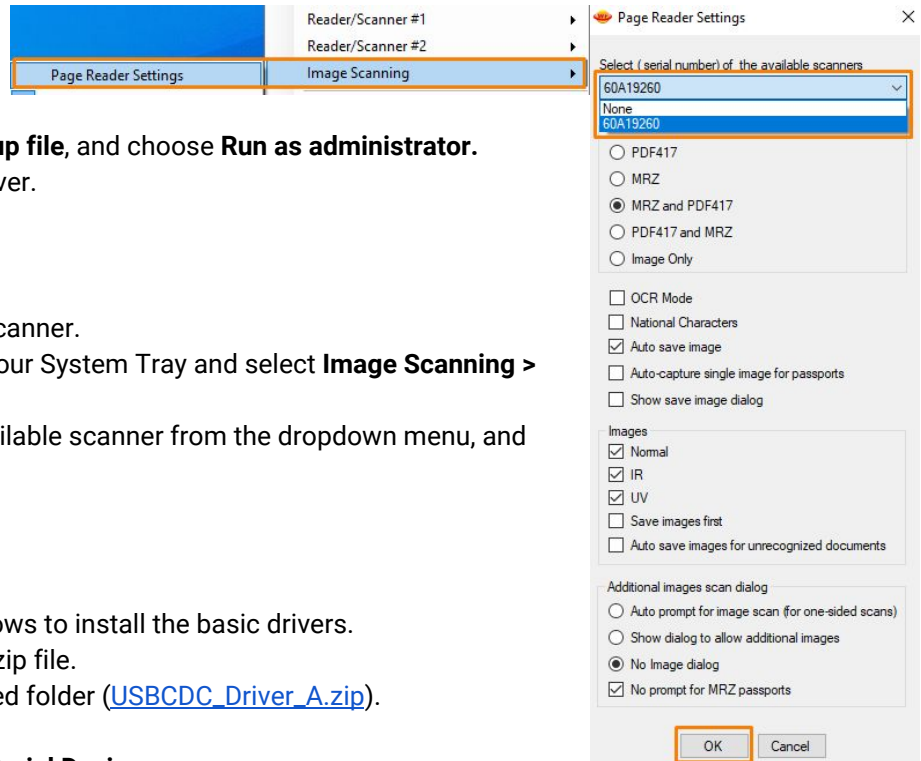 Reader/Scanner #1
Reader/Scanner #2
Page Reader Settings
Image Scanning
up file, and choose Run as administrator.
ver.
canner.
our System Tray and select Image Scanning >
ilable scanner from the dropdown menu, and
ows to install the basic drivers.
zip file.
ed folder (USBCDC_Driver_A.zip).
Page Reader Settings
Select ( serial number) of the available scanners
60A19260
None
60A19260
PDF417
MRZ
MRZ and PDF417
PDF417 and MRZ
Image Only
OCR Mode
National Characters
Auto save image
Auto-capture single image for passports
Show save image dialog
Images
Normal
IR
UV
Save images first
Auto save images for unrecognized documents
Additional images scan dialog
Auto prompt for image scan (for one-sided scans)
Show dialog to allow additional images
No Image dialog
No prompt for MRZ passports
OK Cancel